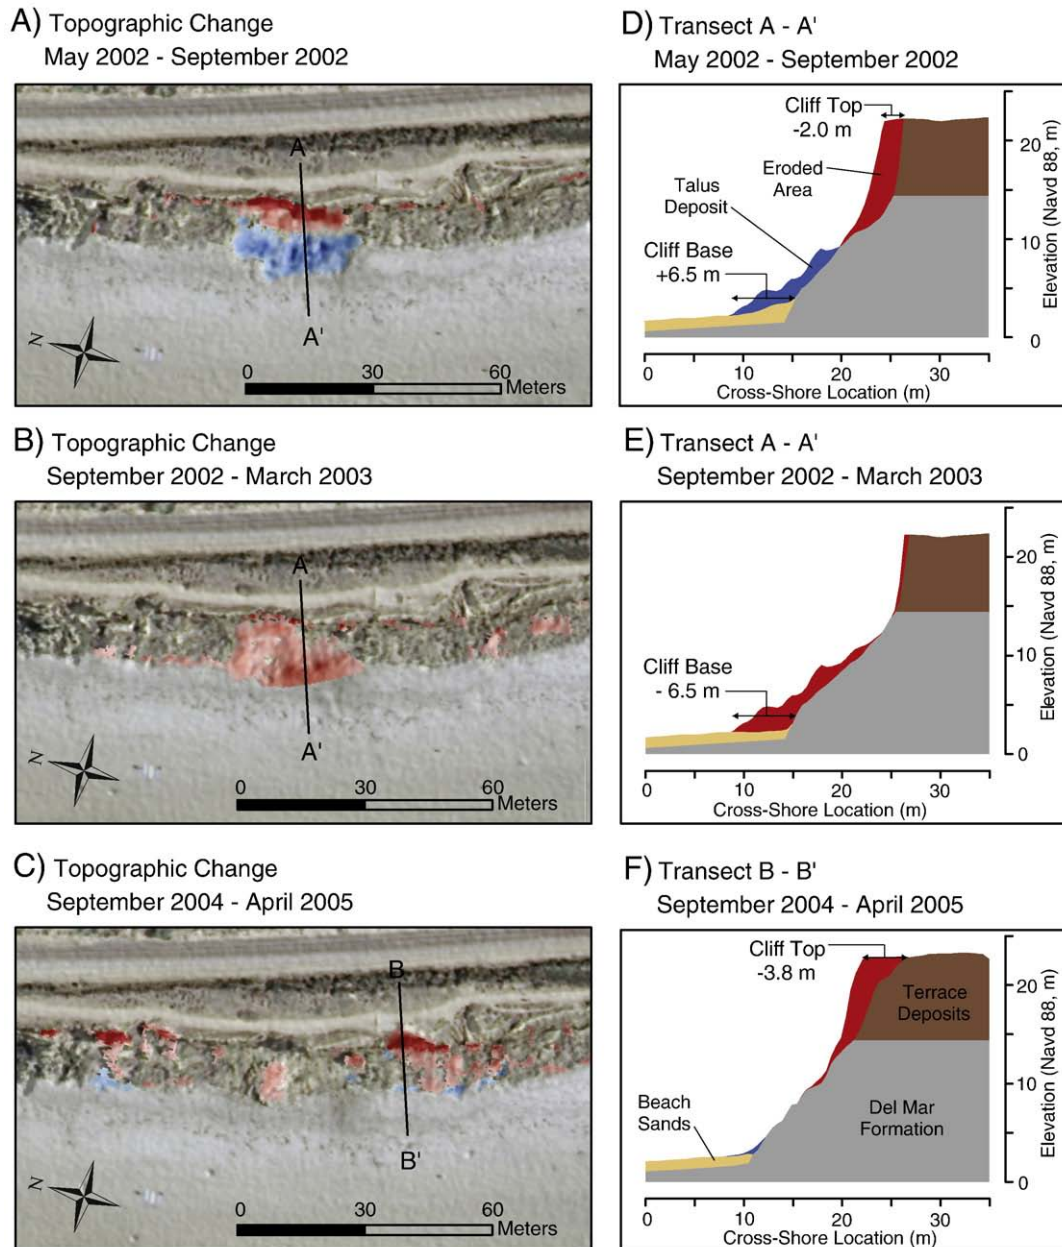 A) Topographic Change
May 2002 - September 2002
A
A'
N
0 30 60
Meters
D) Transect A - A'
May 2002 - September 2002
Cliff Top
-2.0 m
Eroded
Area
Talus
Deposit
Cliff Base
+6.5 m
20
10
0
Elevation (Navd 88, m)
0 10 20 30
Cross-Shore Location (m)
B) Topographic Change
September 2002 - March 2003
A
A'
N
0 30 60
Meters
E) Transect A - A'
September 2002 - March 2003
Cliff Base
- 6.5 m
20
10
0
Elevation (Navd 88, m)
0 10 20 30
Cross-Shore Location (m)
C) Topographic Change
September 2004 - April 2005
B
B'
N
0 30 60
Meters
F) Transect B - B'
September 2004 - April 2005
Cliff Top
-3.8 m
Terrace
Deposits
Beach
Sands
Del Mar
Formation
20
10
0
Elevation (Navd 88, m)
0 10 20 30
Cross-Shore Location (m)